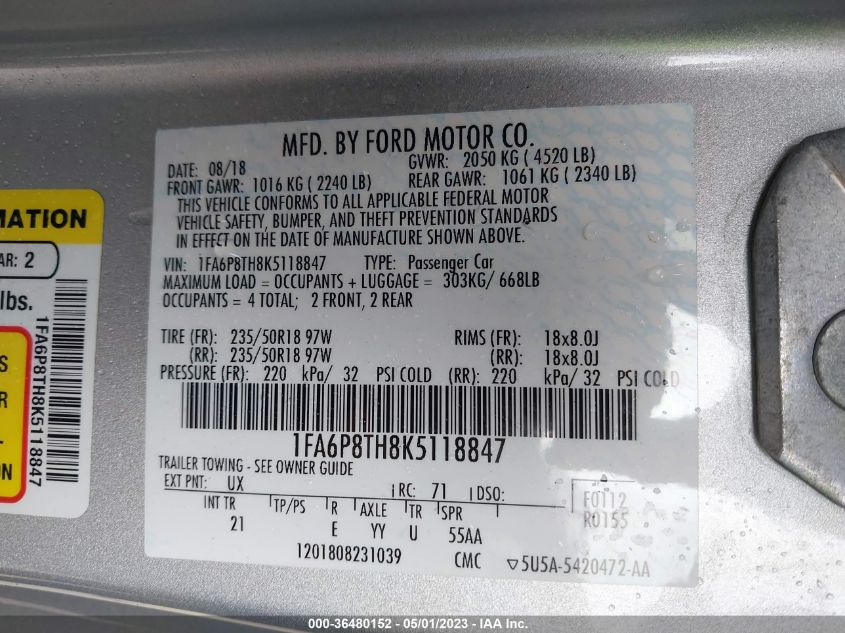 MFD. BY FORD MOTOR CO.
DATE: 08/18 GVWR: 2050 KG ( 4520 LB)
FRONT GAWR: 1016 KG ( 2240 LB) REAR GAWR: 1061 KG ( 2340 LB)
THIS VEHICLE CONFORMS TO ALL APPLICABLE FEDERAL MOTOR
VEHICLE SAFETY, BUMPER, AND THEFT PREVENTION STANDARDS
IN EFFECT ON THE DATE OF MANUFACTURE SHOWN ABOVE.
VIN: 1FA6P8TH8K5118847 TYPE: Passenger Car
MAXIMUM LOAD = OCCUPANTS + LUGGAGE = 303KG/ 668LB
OCCUPANTS = 4 TOTAL; 2 FRONT, 2 REAR
TIRE (FR): 235/50R18 97W RIMS (FR): 18x8.0J
(RR): 235/50R18 97W (RR): 18x8.0J
PRESSURE (FR): 220 kPa/ 32 PSI COLD (RR): 220 kPa/ 32 PSI COLD
1FA6P8TH8K5118847
TRAILER TOWING - SEE OWNER GUIDE
EXT PNT: UX RC: 71 DSO:
F0112
R0155
INT TR TP/PS R AXLE TR SPR
21 E YY U 55AA
1201808231039 CMC ▽5U5A-5420472-AA
MATION
AR: 2
lbs.
S
R
L
ON
1FA6P8TH8K5118847
000-36480152 - 05/01/2023 - IAA Inc.